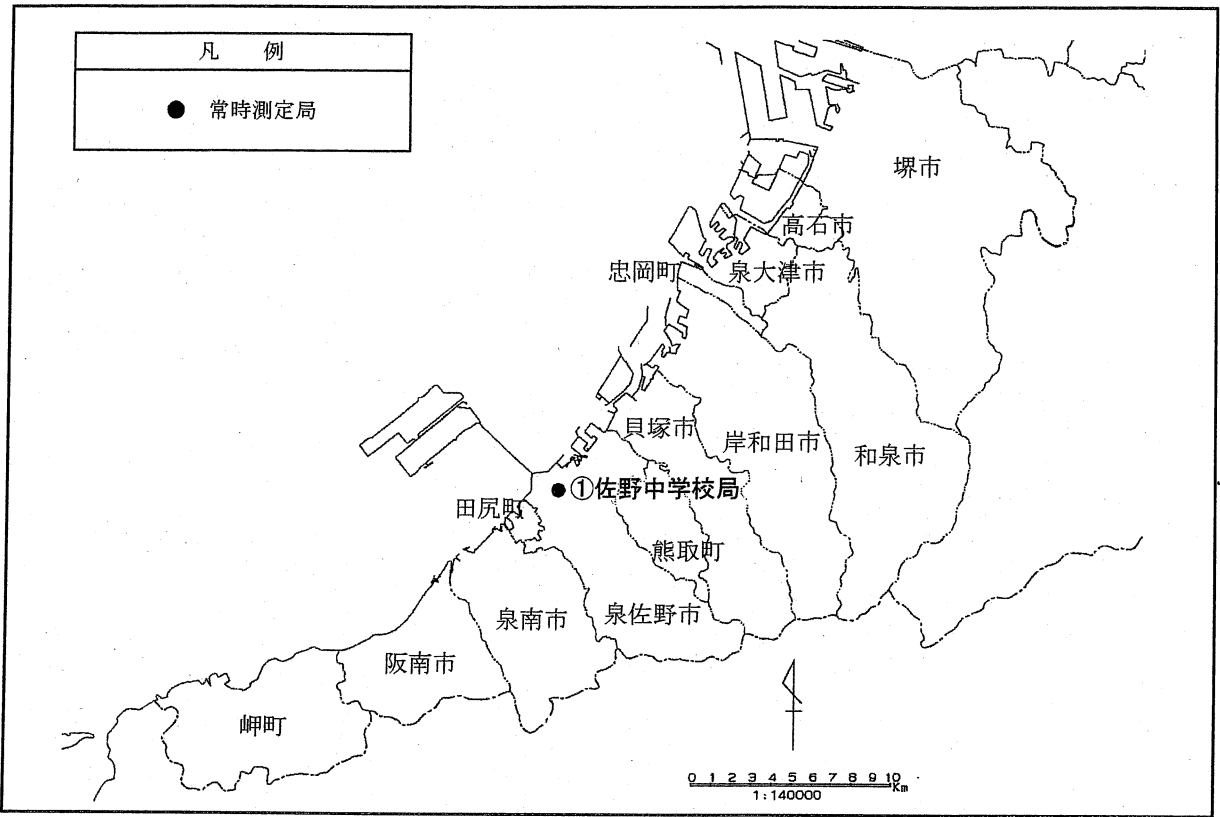 凡 例
● 常時測定局
堺市
高石市
忠岡町
泉大津市
貝塚市
岸和田市
和泉市
①佐野中学校局
田尻町
熊取町
泉南市
泉佐野市
阪南市
岬町
0 1 2 3 4 5 6 7 8 9 10
Km
1:140000